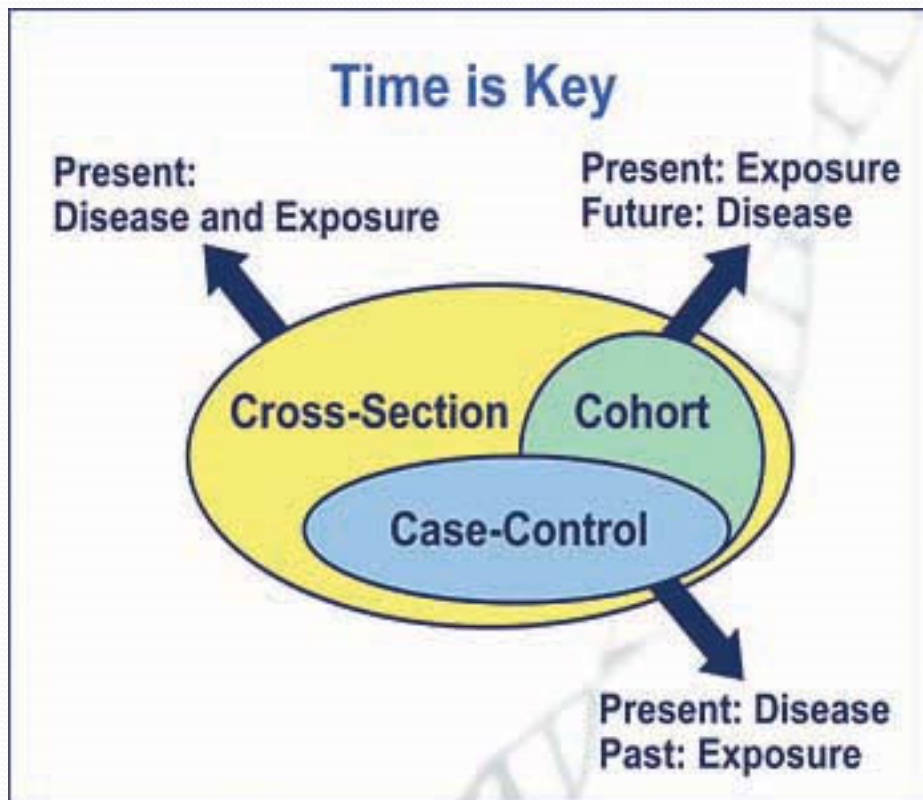 Time is Key
Present:
Disease and Exposure
Present: Exposure
Future: Disease
Cross-Section
Cohort
Case-Control
Present: Disease
Past: Exposure